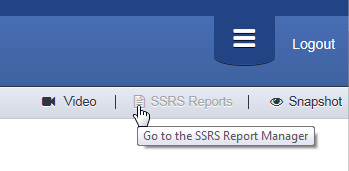 Logout
Video | SSRS Reports | Snapshot
Go to the SSRS Report Manager